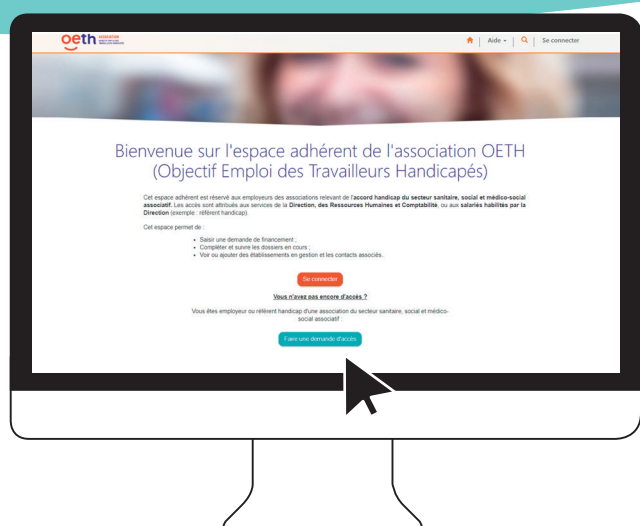 oeth ASSOCIATION
Aide
Se connecter
Bienvenue sur l'espace adhérent de l'association OETH
(Objectif Emploi des Travailleurs Handicapés)
Cet espace adhérent est réservé aux employeurs des associations relevant de l'accord handicap du secteur sanitaire, social et médico-social
associatif. Les accès sont attribués aux services de la Direction, des Ressources Humaines et Comptabilité, ou aux salariés habilités par la
Direction (exemple : référent handicap).
Cet espace permet de :
Saisir une demande de financement ;
Compléter et suivre les dossiers en cours ;
Voir ou ajouter des établissements en gestion et les contacts associés.
Se connecter
Vous n'avez pas encore d'accès ?
Vous êtes employeur ou référent handicap d'une association du secteur sanitaire, social et médico-
social associatif :
Faire une demande d'accès